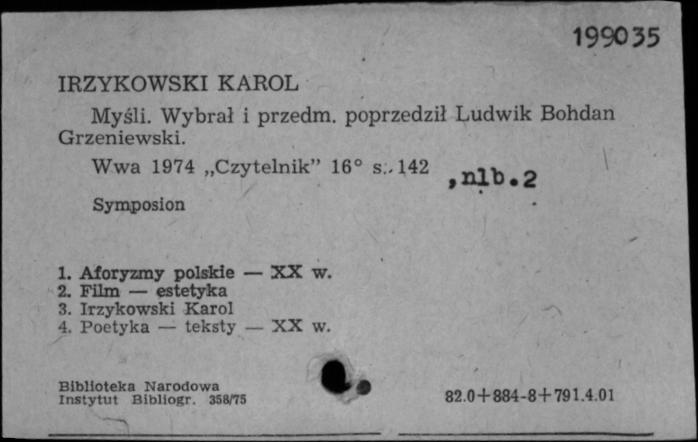 199035
IRZYKOWSKI KAROL
Myśli. Wybrał i przedm. poprzedził Ludwik Bohdan
Grzeniewski.
Wwa 1974 „Czytelnik” 16° s. 142 , nlb. 2
Symposion
1. Aforyzmy polskie — XX w.
2. Film — estetyka
3. Irzykowski Karol
4. Poetyka — teksty — XX w.
Biblioteka Narodowa
Instytut Bibliogr. 358/75
82.0+884-8+791.4.01